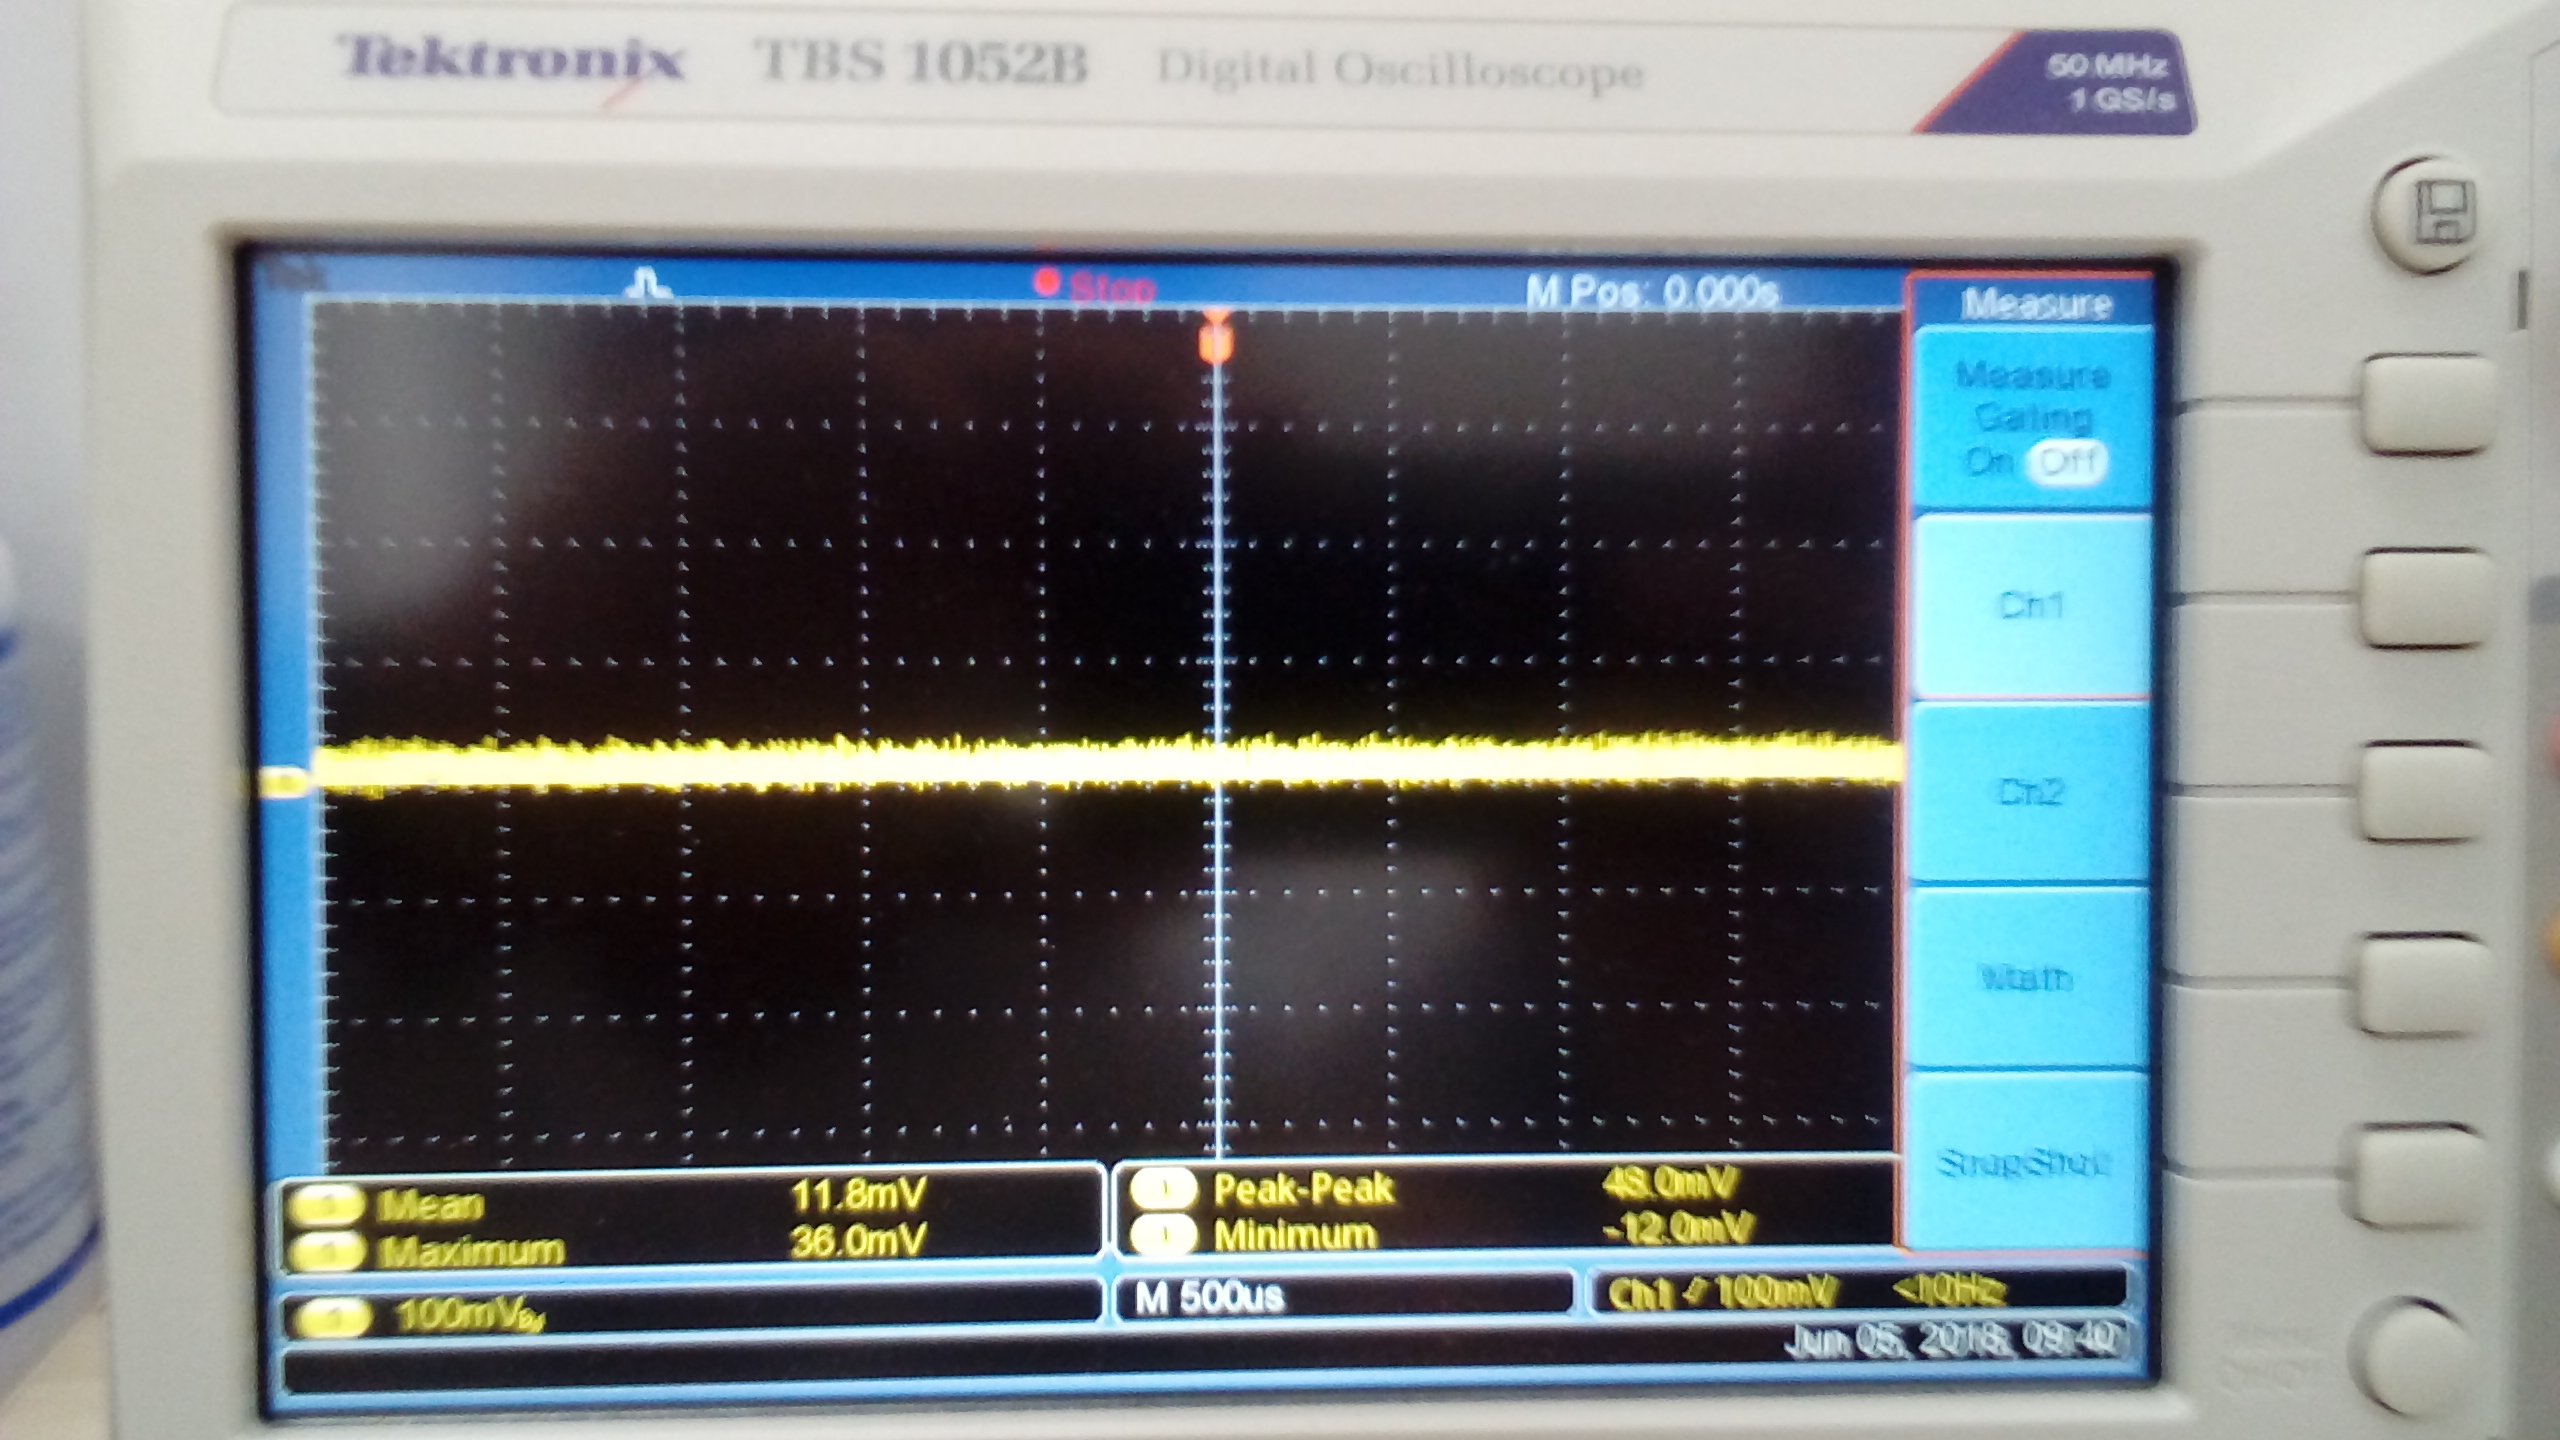 Tektronix TBS 1052B Digital Oscilloscope
50 MHz
1 GS/s
Tek Stop M Pos: 0.000s
Measure
Measure
Gating
On Off
Ch1
Ch2
Math
SnapShot
1 Mean 11.8mV
1 Maximum 36.0mV
1 Peak-Peak 48.0mV
1 Minimum -12.0mV
1 100mV
M 500us
Ch1 100mV <10Hz
Jun 05, 2018, 09:40